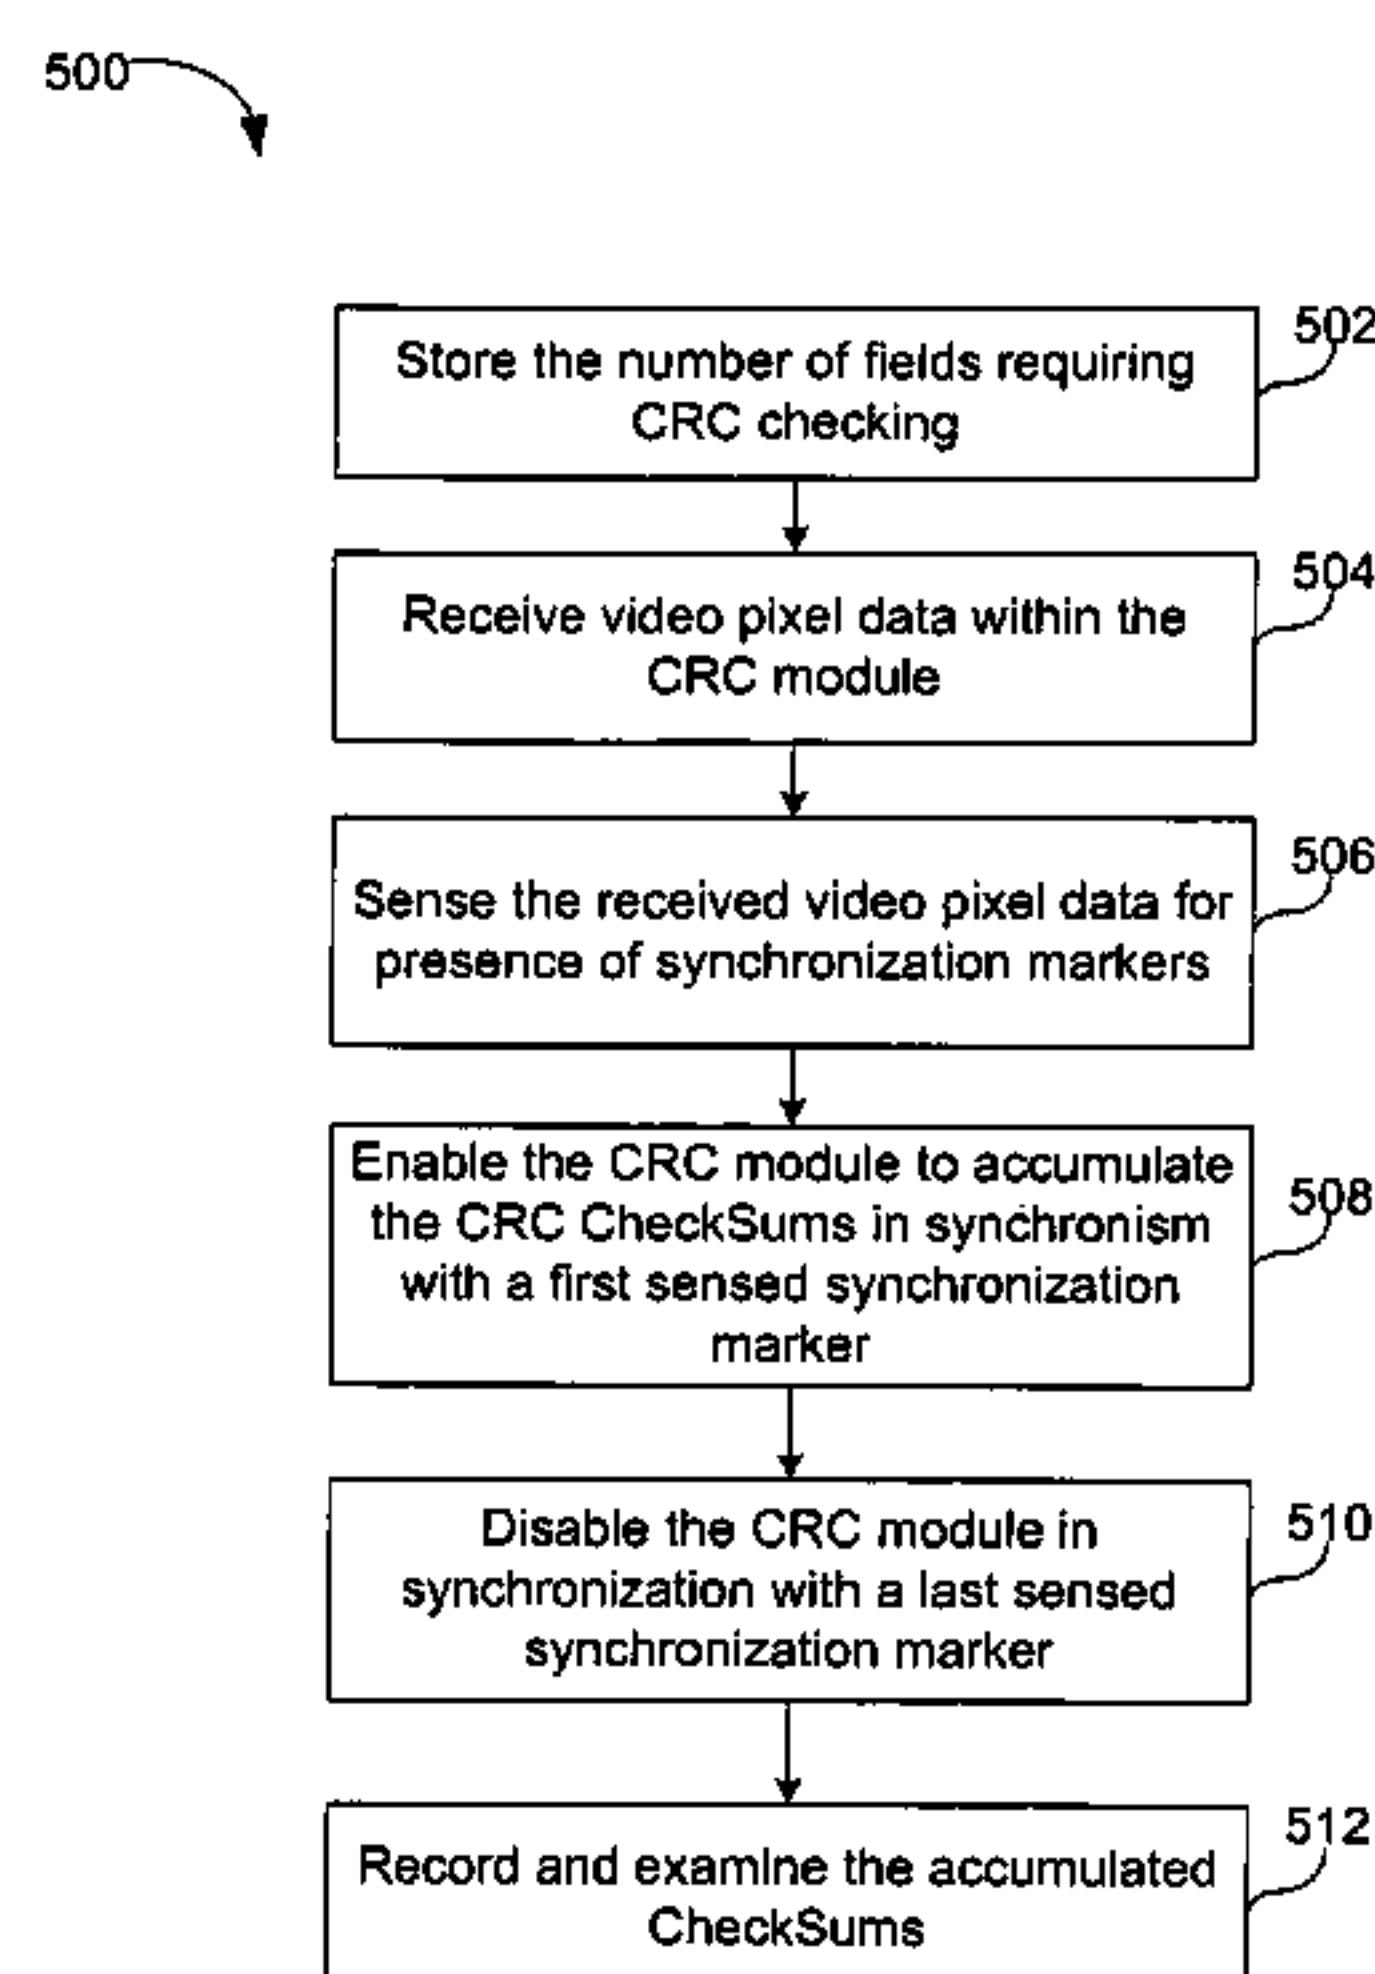 500
502
Store the number of fields requiring
CRC checking
504
Receive video pixel data within the
CRC module
506
Sense the received video pixel data for
presence of synchronization markers
508
Enable the CRC module to accumulate
the CRC CheckSums in synchronism
with a first sensed synchronization
marker
510
Disable the CRC module in
synchronization with a last sensed
synchronization marker
512
Record and examine the accumulated
CheckSums